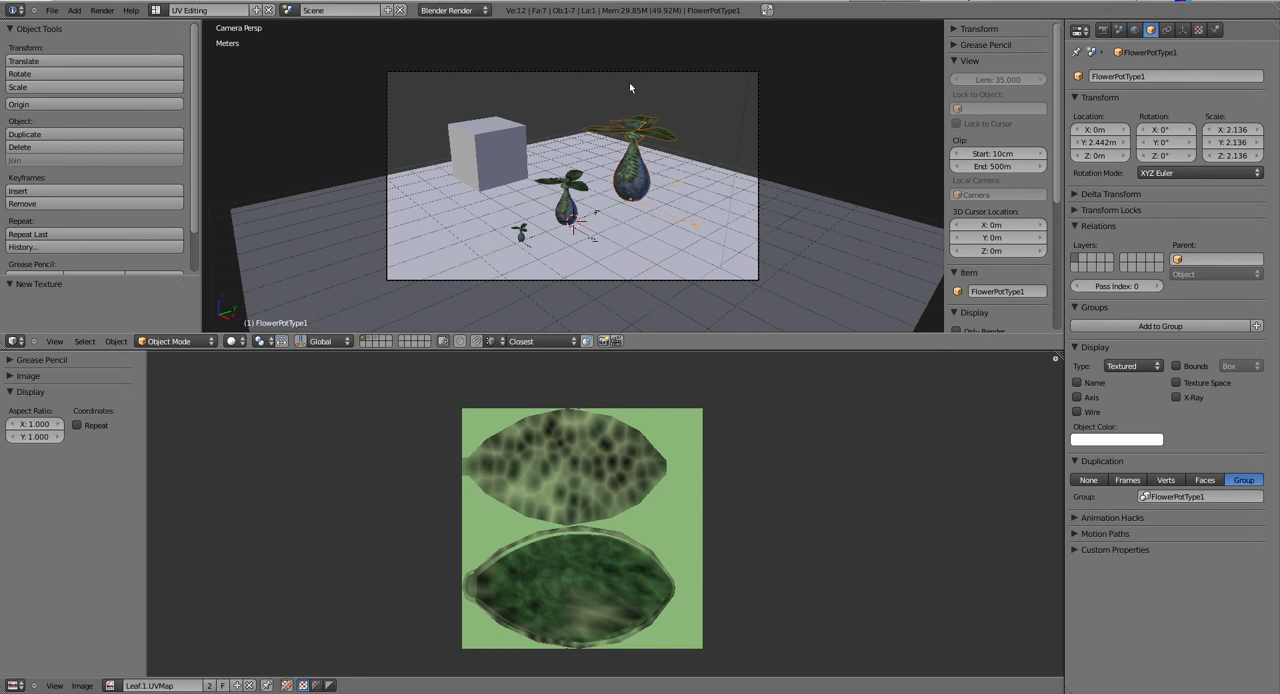 File Add Render Help UV Editing Scene Blender Render Ve:12 | Fa:7 | Ob:1-7 | La:1 | Mem:29.85M (49.92M) | FlowerPotType1
Object Tools
Transform:
Translate
Rotate
Scale
Origin
Object:
Duplicate
Delete
Join
Keyframes:
Insert
Remove
Repeat:
Repeat Last
History...
Grease Pencil:
New Texture
Camera Persp
Meters
(1) FlowerPotType1
Transform
Grease Pencil
View
Lens: 35.000
Lock to Object:
Lock to Cursor
Clip:
Start: 10cm
End: 500m
Local Camera:
Camera
3D Cursor Location:
X: 0m
Y: 0m
Z: 0m
Item
FlowerPotType1
Display
Only Render
View Select Object Object Mode Global Closest
Grease Pencil
Image
Display
Aspect Ratio: Coordinates:
X: 1.000 Repeat
Y: 1.000
View Image Leaf.1.UVMap 2 F
FlowerPotType1
FlowerPotType1
Transform
Location: Rotation: Scale:
X: 0m X: 0° X: 2.136
Y: 2.442m Y: 0° Y: 2.136
Z: 0m Z: 0° Z: 2.136
Rotation Mode: XYZ Euler
Delta Transform
Transform Locks
Relations
Layers: Parent:
Object
Pass Index: 0
Groups
Add to Group
Display
Type: Textured Bounds Box
Name Texture Space
Axis X-Ray
Wire
Object Color:
Duplication
None Frames Verts Faces Group
Group: FlowerPotType1
Animation Hacks
Motion Paths
Custom Properties